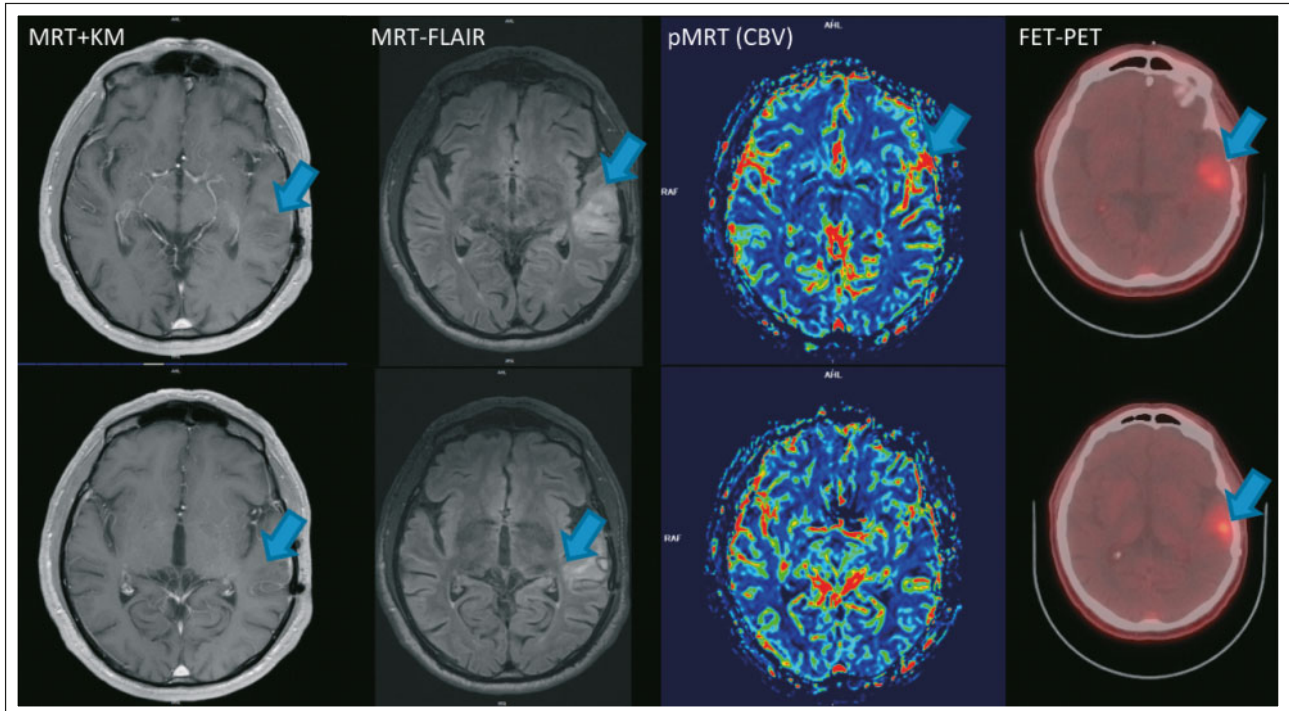 MRT+KM
MRT-FLAIR
pMRT (CBV)
FET-PET
AHL
RAF
AHL
RAF